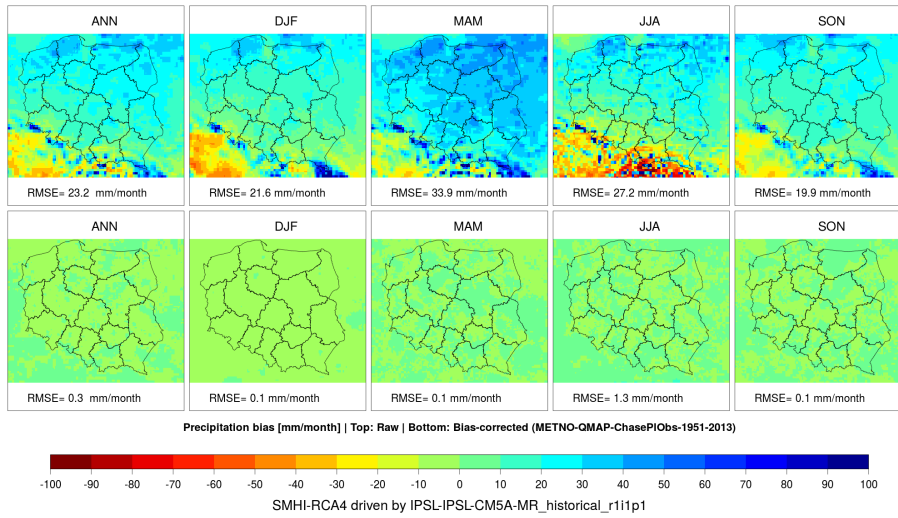 ANN DJF MAM JJA SON
RMSE= 23.2 mm/month RMSE= 21.6 mm/month RMSE= 33.9 mm/month RMSE= 27.2 mm/month RMSE= 19.9 mm/month
ANN DJF MAM JJA SON
RMSE= 0.3 mm/month RMSE= 0.1 mm/month RMSE= 0.1 mm/month RMSE= 1.3 mm/month RMSE= 0.1 mm/month
Precipitation bias [mm/month] | Top: Raw | Bottom: Bias-corrected (METNO-QMAP-ChasePlObs-1951-2013)
-100 -90 -80 -70 -60 -50 -40 -30 -20 -10 0 10 20 30 40 50 60 70 80 90 100
SMHI-RCA4 driven by IPSL-IPSL-CM5A-MR_historical_r1i1p1